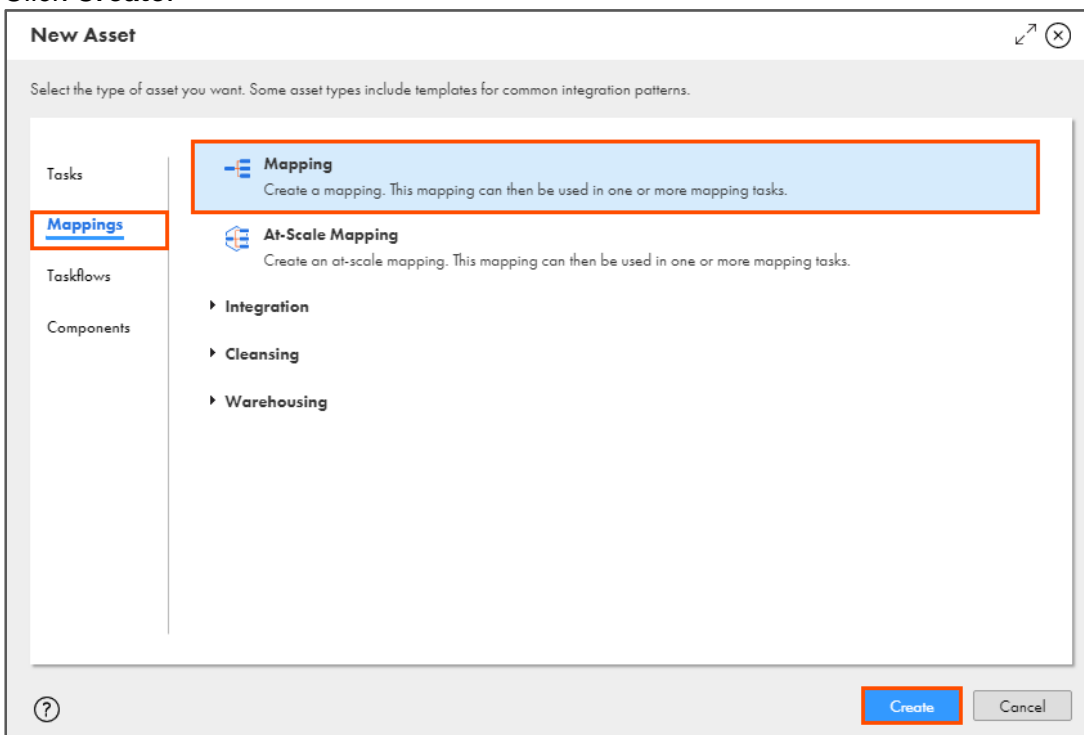 Click Create.
New Asset
Select the type of asset you want. Some asset types include templates for common integration patterns.
Tasks
Mappings
Taskflows
Components
Mapping
Create a mapping. This mapping can then be used in one or more mapping tasks.
At-Scale Mapping
Create an at-scale mapping. This mapping can then be used in one or more mapping tasks.
Integration
Cleansing
Warehousing
?
Create
Cancel